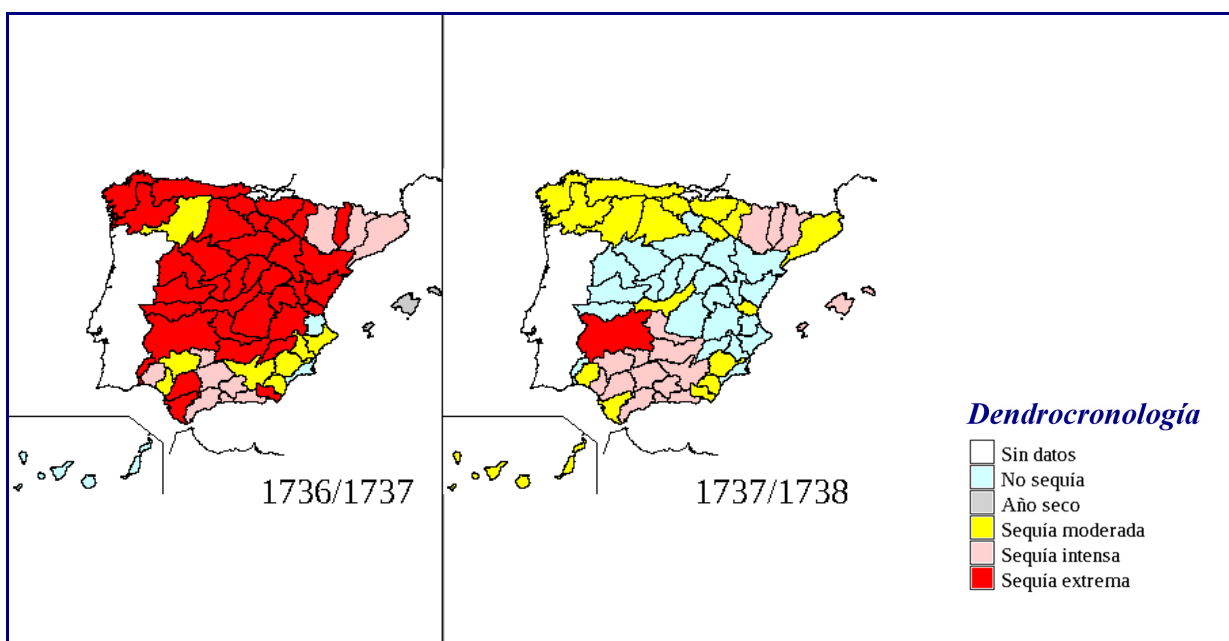 1736/1737
1737/1738
Dendrocronología
Sin datos
No sequía
Año seco
Sequía moderada
Sequía intensa
Sequía extrema